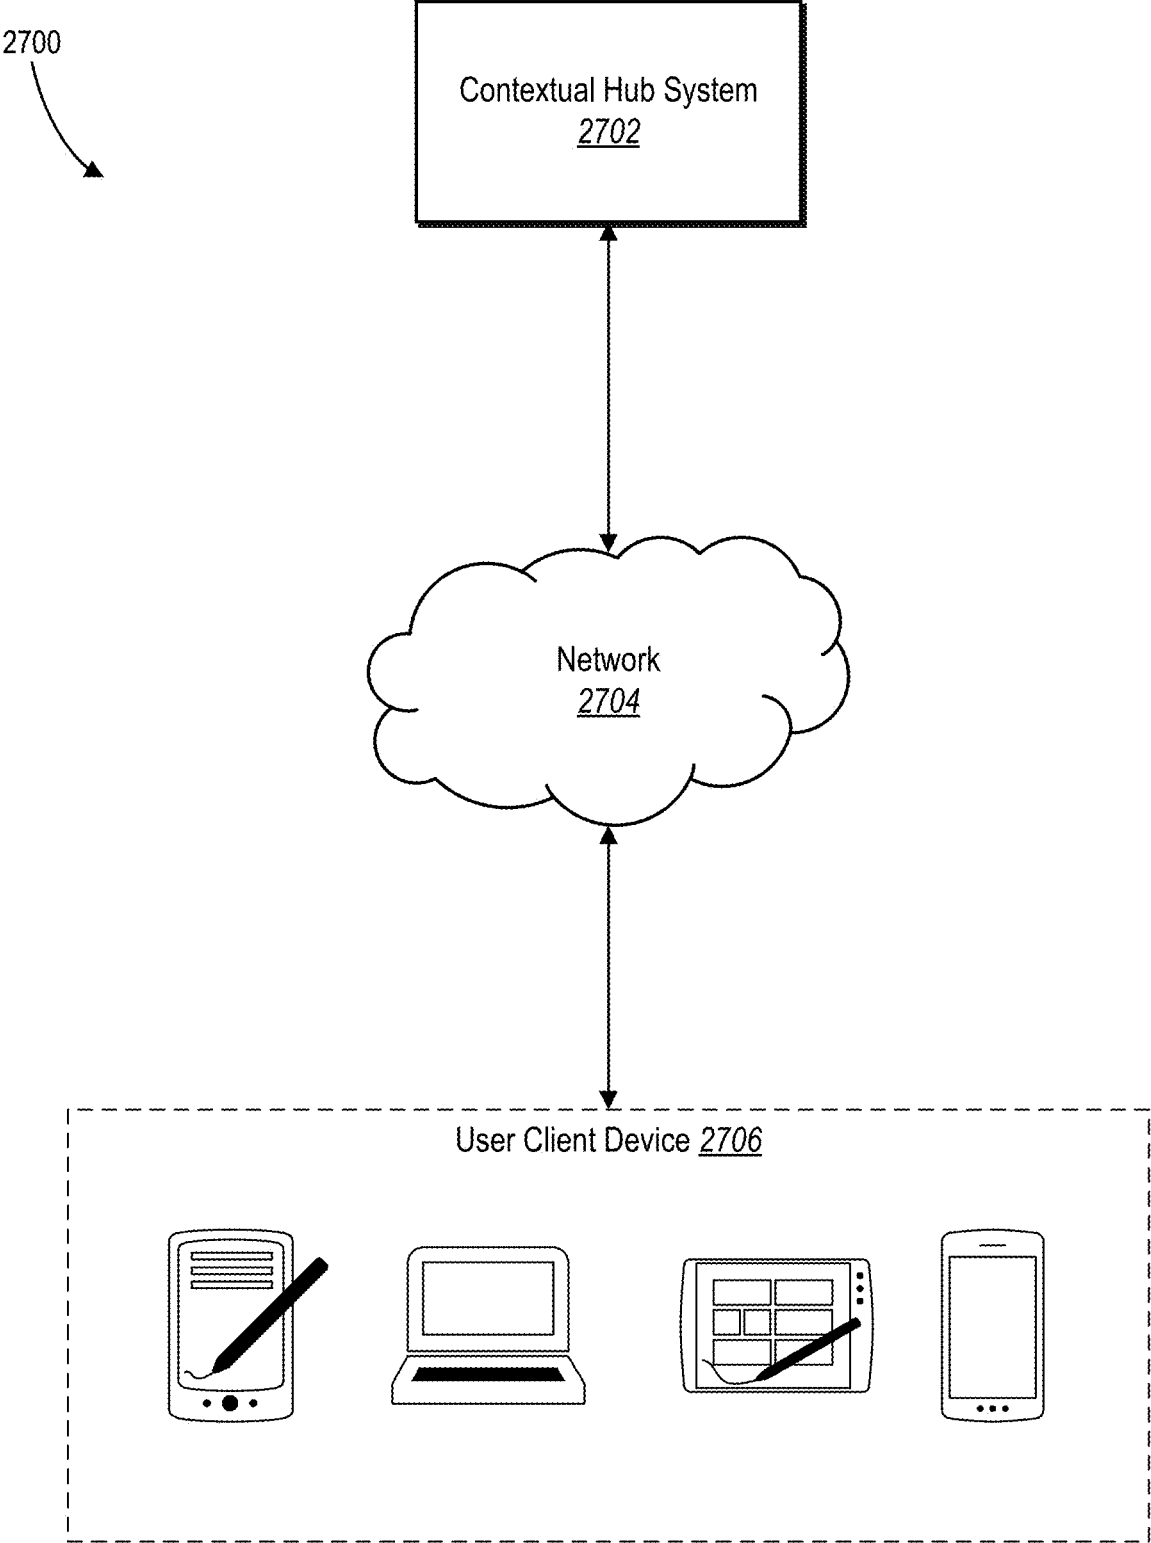 2700
Contextual Hub System
2702
Network
2704
User Client Device 2706